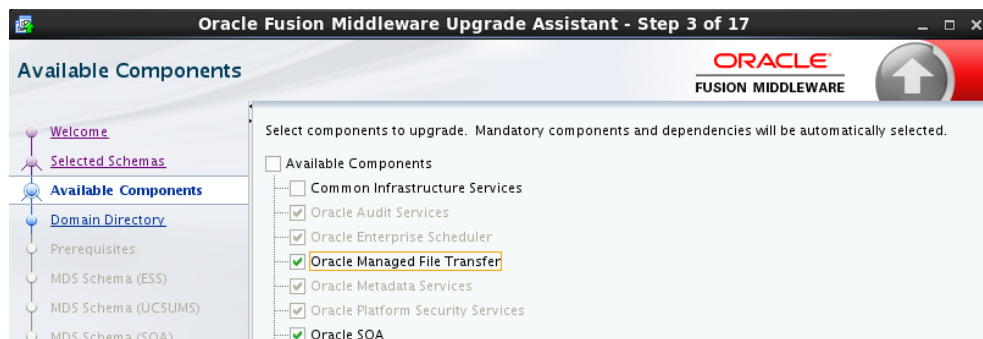 Oracle Fusion Middleware Upgrade Assistant - Step 3 of 17
Available Components
ORACLE
FUSION MIDDLEWARE
Welcome
Selected Schemas
Available Components
Domain Directory
Prerequisites
MDS Schema (ESS)
MDS Schema (UCSUMS)
MDS Schema (SOA)
Select components to upgrade. Mandatory components and dependencies will be automatically selected.
Available Components
Common Infrastructure Services
Oracle Audit Services
Oracle Enterprise Scheduler
Oracle Managed File Transfer
Oracle Metadata Services
Oracle Platform Security Services
Oracle SOA